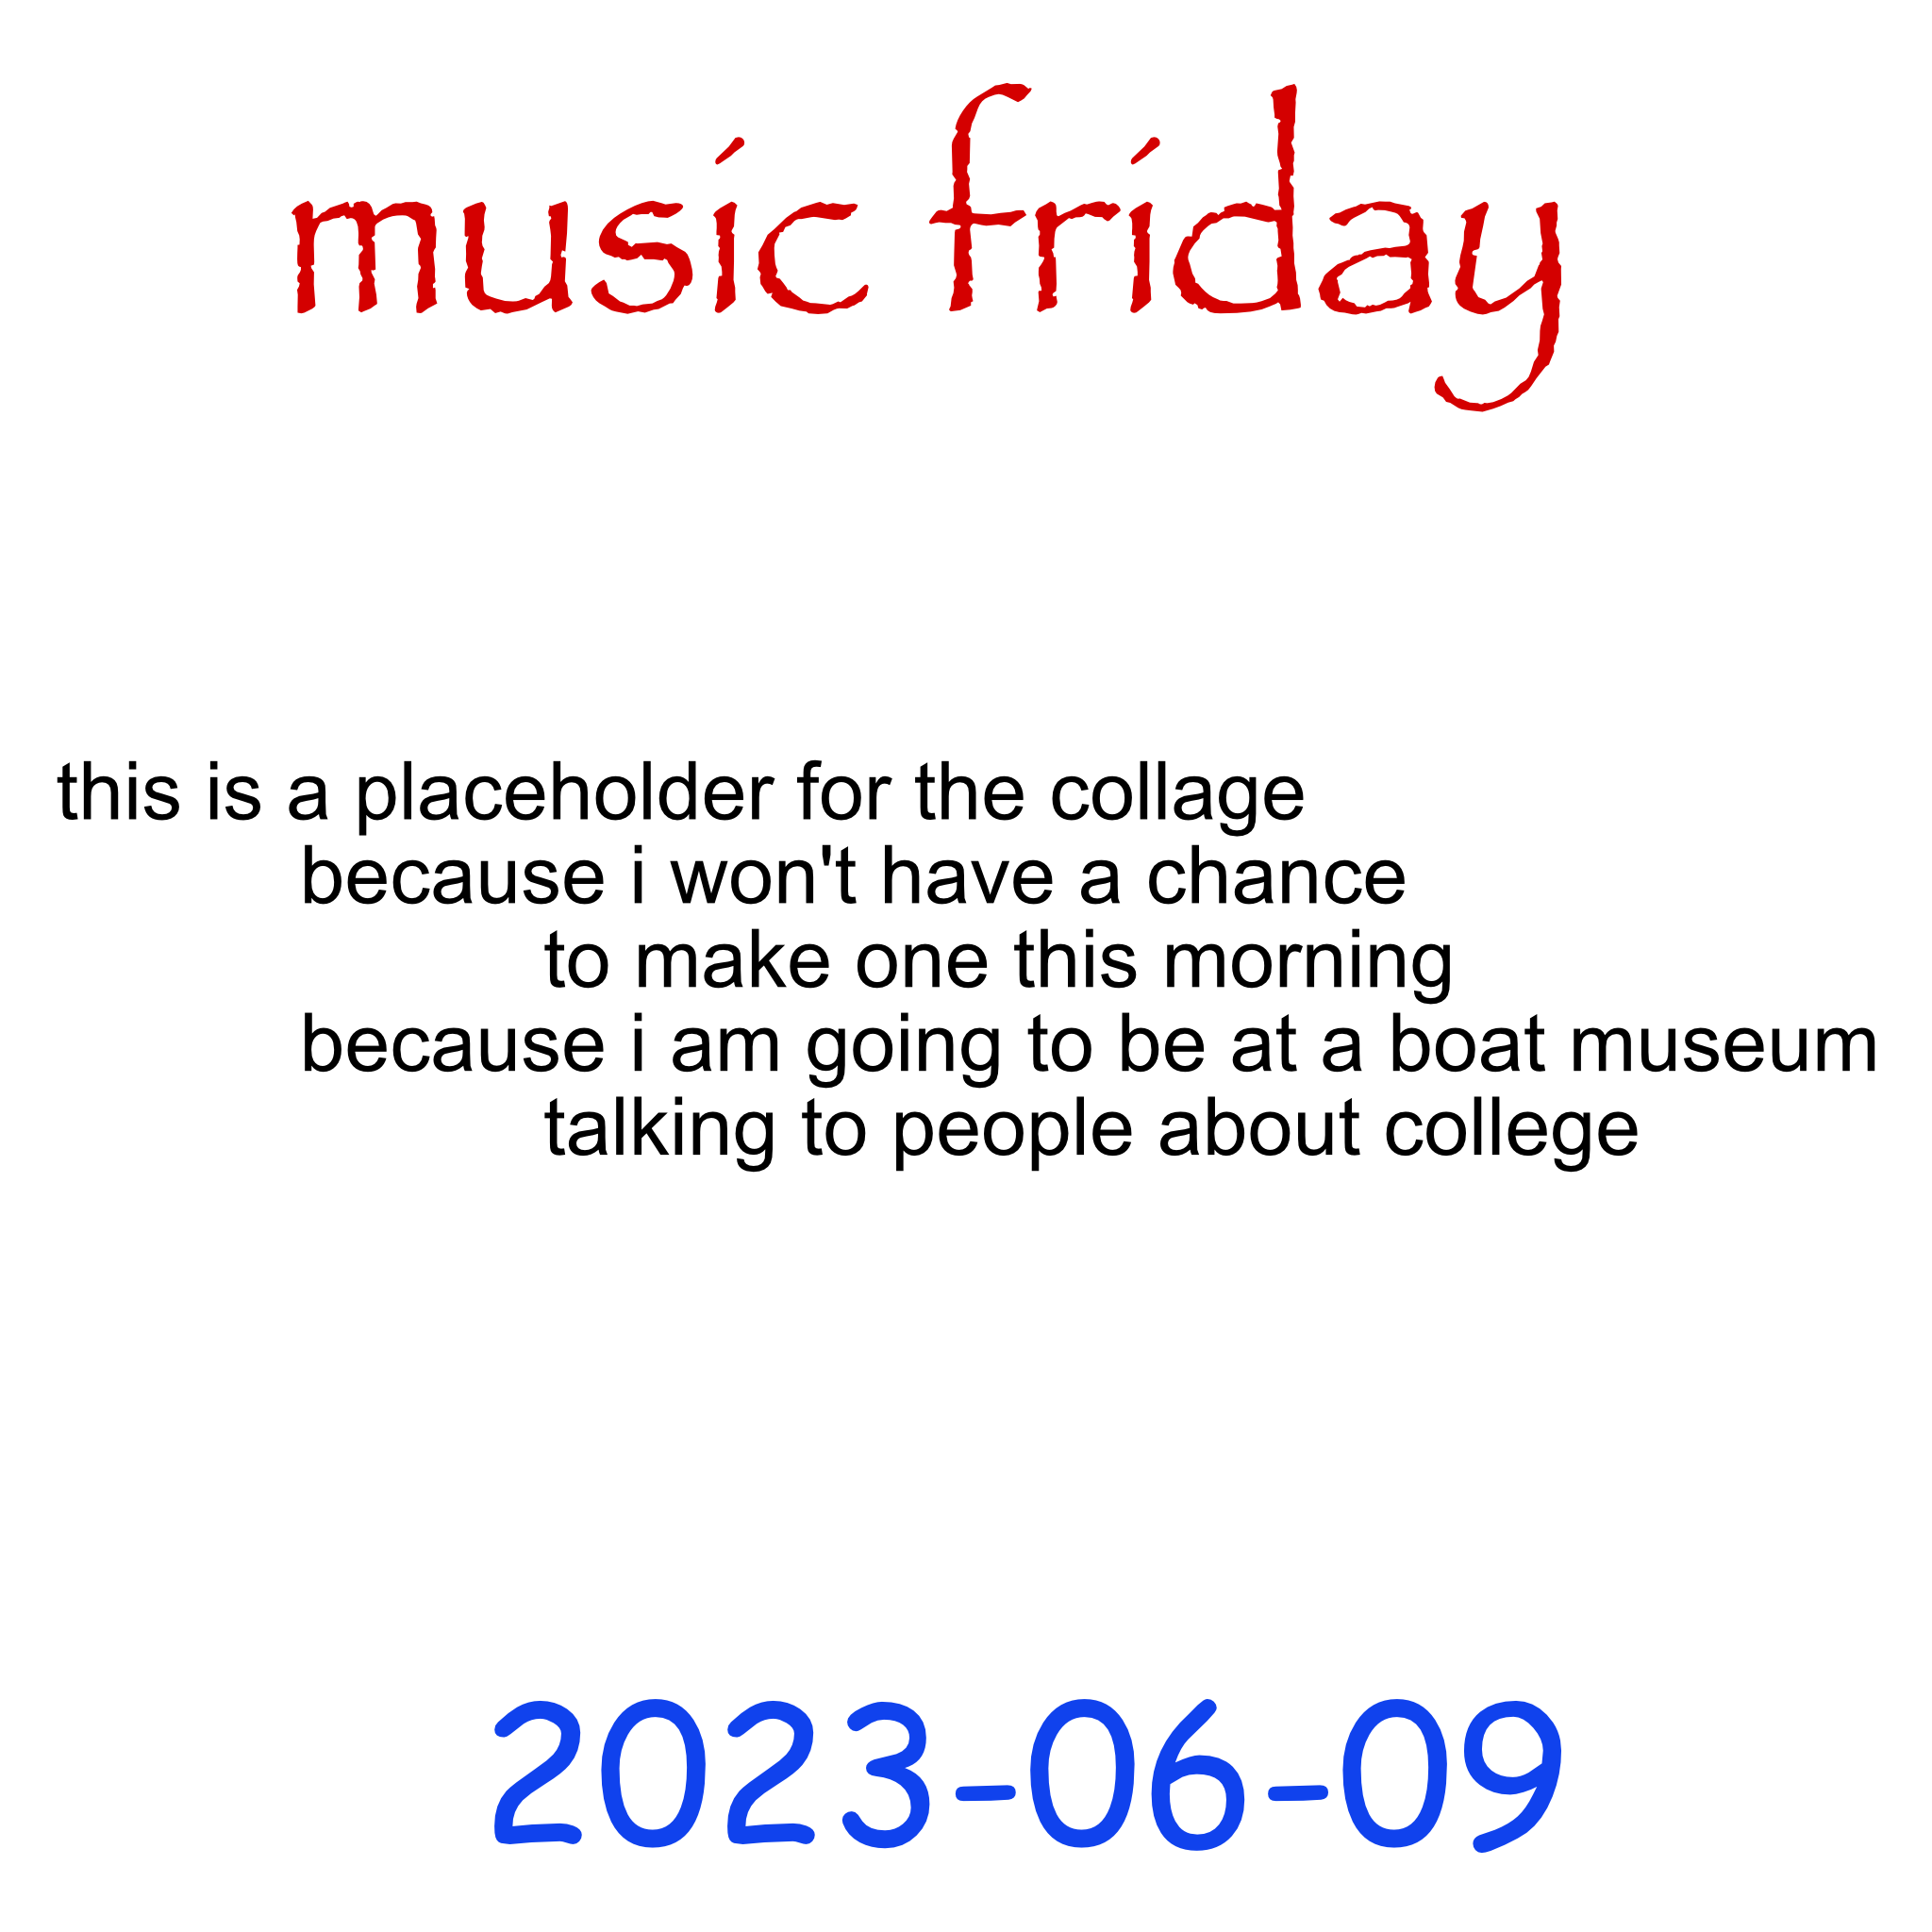 music friday
this is a placeholder for the collage
because i won't have a chance
to make one this morning
because i am going to be at a boat museum
talking to people about college
2023-06-09